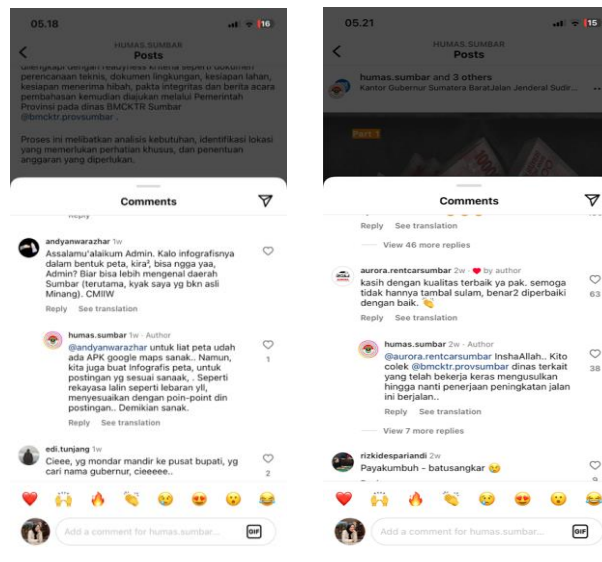 05.18
16
HUMAS.SUMBAR
Posts
dilengkapi dengan readyness kriteria seperti dokumen
perencanaan teknis, dokumen lingkungan, kesiapan lahan,
kesiapan menerima hibah, pakta integritas dan berita acara
pembahasan kemudian diajukan melalui Pemerintah
Provinsi pada dinas BMCKTR Sumbar
@bmcktr.provsumbar .
Proses ini melibatkan analisis kebutuhan, identifikasi lokasi
yang memerlukan perhatian khusus, dan penentuan
anggaran yang diperlukan.
Comments
Reply
andyanwarazhar 1w
Assalamu'alaikum Admin. Kalo infografisnya
dalam bentuk peta, kira², bisa ngga yaa,
Admin? Biar bisa lebih mengenal daerah
Sumbar (terutama, kyak saya yg bkn asli
Minang). CMIIW
Reply See translation
humas.sumbar 1w · Author
@andyanwarazhar untuk liat peta udah
ada APK google maps sanak.. Namun,
kita juga buat Infografis peta, untuk
postingan yg sesuai sanaak, . Seperti
rekayasa lalin seperti lebaran yll,
menyesuaikan dengan poin-point din
postingan.. Demikian sanak.
1
Reply See translation
edi.tunjang 1w
Cieee, yg mondar mandir ke pusat bupati, yg
cari nama gubernur, cieeeee..
2
Add a comment for humas.sumbar...
GIF
05.21
15
HUMAS.SUMBAR
Posts
humas.sumbar and 3 others
Kantor Gubernur Sumatera BaratJalan Jenderal Sudir...
Part 1
Comments
Reply See translation
View 46 more replies
aurora.rentcarsumbar 2w · ❤️ by author
kasih dengan kualitas terbaik ya pak. semoga
tidak hanya tambal sulam, benar2 diperbaiki
dengan baik. 👏
63
Reply See translation
humas.sumbar 2w · Author
@aurora.rentcarsumbar InshaAllah.. Kito
colek @bmcktr.provsumbar dinas terkait
yang telah bekerja keras mengusulkan
hingga nanti penerjaan peningkatan jalan
ini berjalan..
38
Reply See translation
View 7 more replies
rizkidespariandi 2w
Payakumbuh - batusangkar 😢
9
Add a comment for humas.sumbar...
GIF